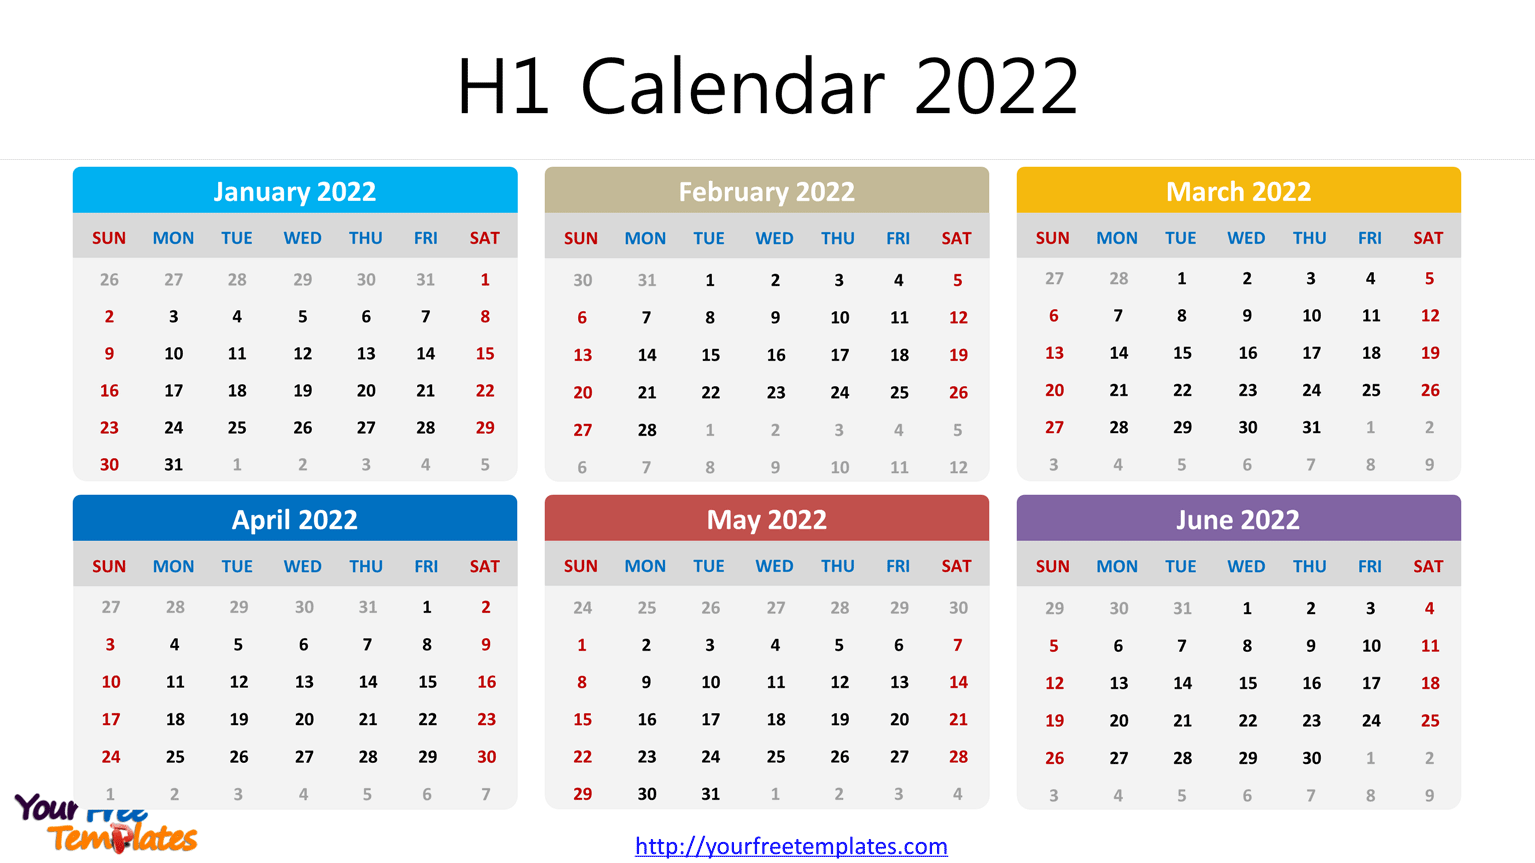 H1 Calendar 2022
January 2022
SUN MON TUE WED THU FRI SAT
26 27 28 29 30 31 1
2 3 4 5 6 7 8
9 10 11 12 13 14 15
16 17 18 19 20 21 22
23 24 25 26 27 28 29
30 31 1 2 3 4 5
February 2022
SUN MON TUE WED THU FRI SAT
30 31 1 2 3 4 5
6 7 8 9 10 11 12
13 14 15 16 17 18 19
20 21 22 23 24 25 26
27 28 1 2 3 4 5
6 7 8 9 10 11 12
March 2022
SUN MON TUE WED THU FRI SAT
27 28 1 2 3 4 5
6 7 8 9 10 11 12
13 14 15 16 17 18 19
20 21 22 23 24 25 26
27 28 29 30 31 1 2
3 4 5 6 7 8 9
April 2022
SUN MON TUE WED THU FRI SAT
27 28 29 30 31 1 2
3 4 5 6 7 8 9
10 11 12 13 14 15 16
17 18 19 20 21 22 23
24 25 26 27 28 29 30
1 2 3 4 5 6 7
May 2022
SUN MON TUE WED THU FRI SAT
24 25 26 27 28 29 30
1 2 3 4 5 6 7
8 9 10 11 12 13 14
15 16 17 18 19 20 21
22 23 24 25 26 27 28
29 30 31 1 2 3 4
June 2022
SUN MON TUE WED THU FRI SAT
29 30 31 1 2 3 4
5 6 7 8 9 10 11
12 13 14 15 16 17 18
19 20 21 22 23 24 25
26 27 28 29 30 1 2
3 4 5 6 7 8 9
Your Free
Templates
http://yourfreetemplates.com